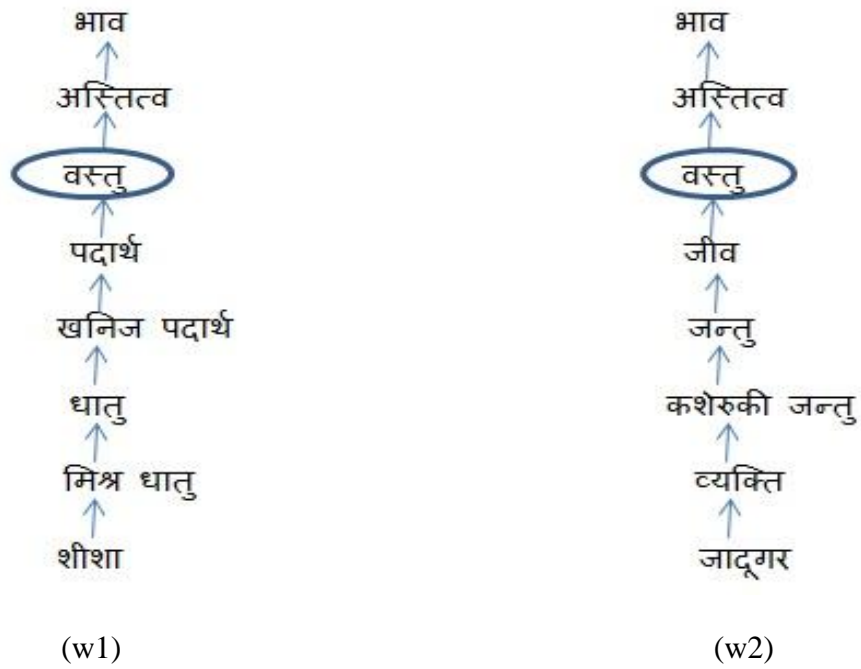 भाव भाव
अस्तित्व अस्तित्व
वस्तु वस्तु
पदार्थ जीव
खनिज पदार्थ जन्तु
धातु कशेरुकी जन्तु
मिश्र धातु व्यक्ति
शीशा जादूगर
(w1) (w2)